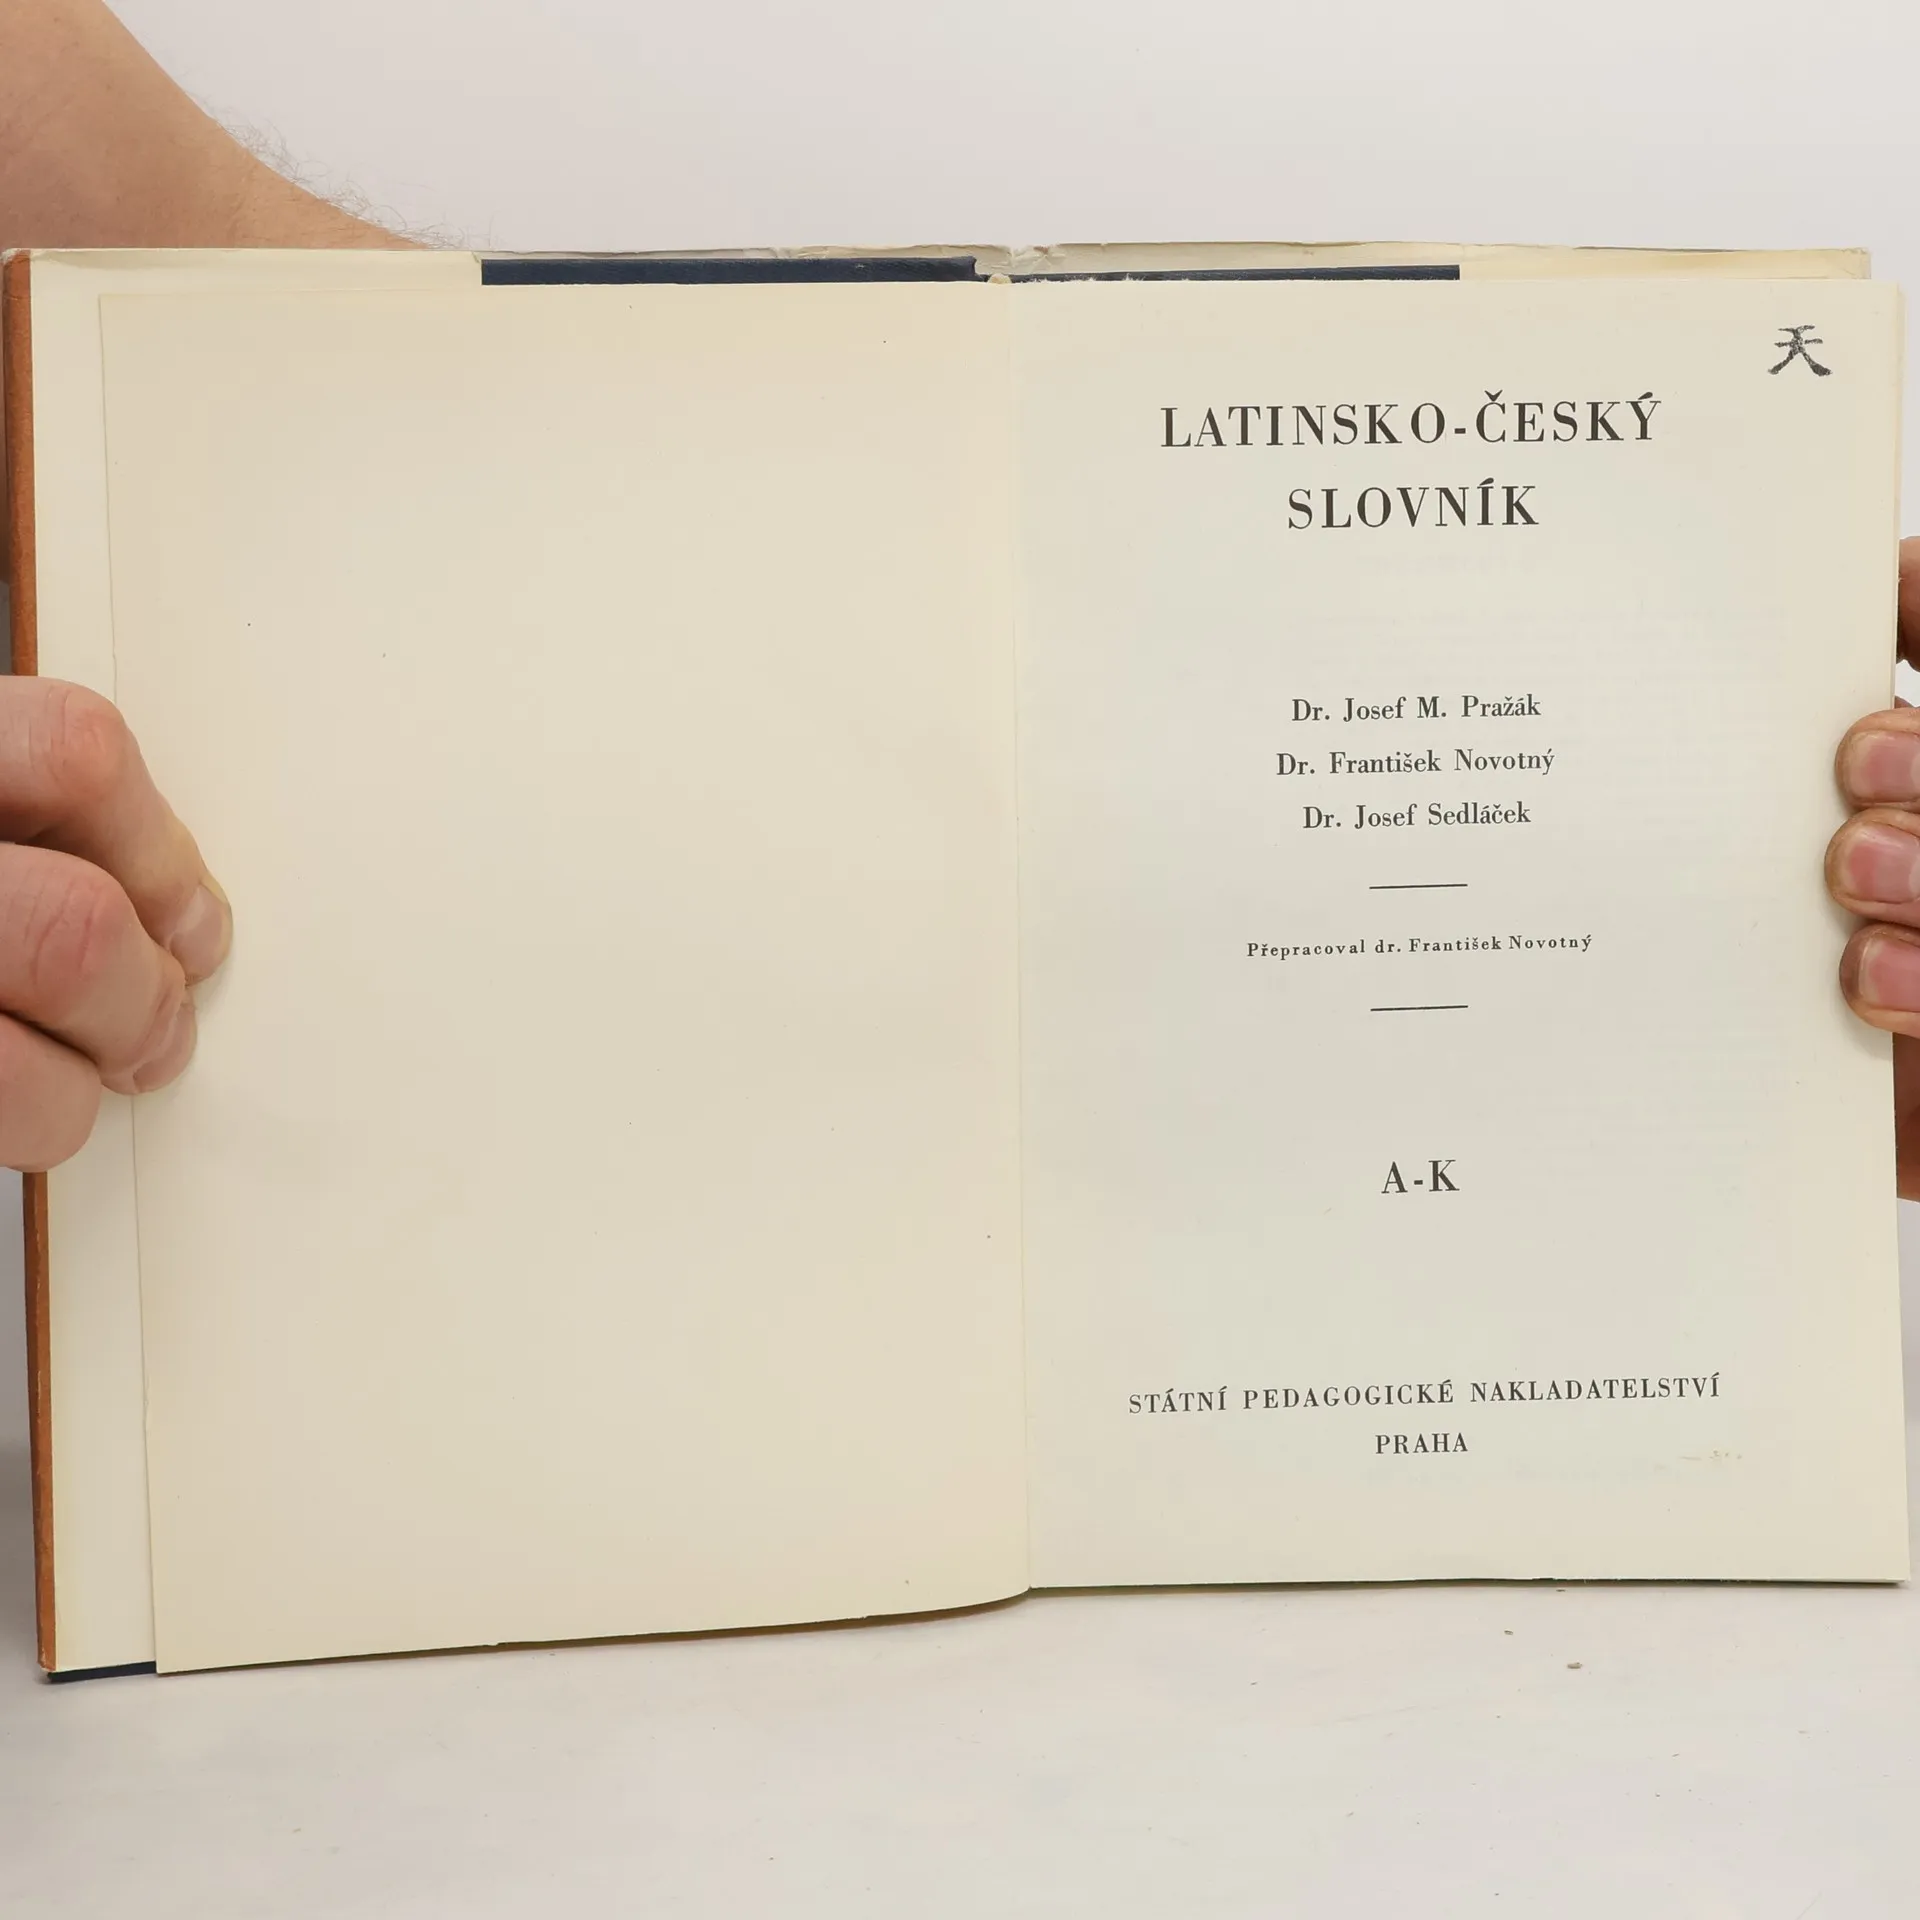 天
LATINSKO-ČESKÝ
SLOVNÍK
Dr. Josef M. Pražák
Dr. František Novotný
Dr. Josef Sedláček
Přepracoval dr. František Novotný
A-K
STÁTNÍ PEDAGOGICKÉ NAKLADATELSTVÍ
PRAHA